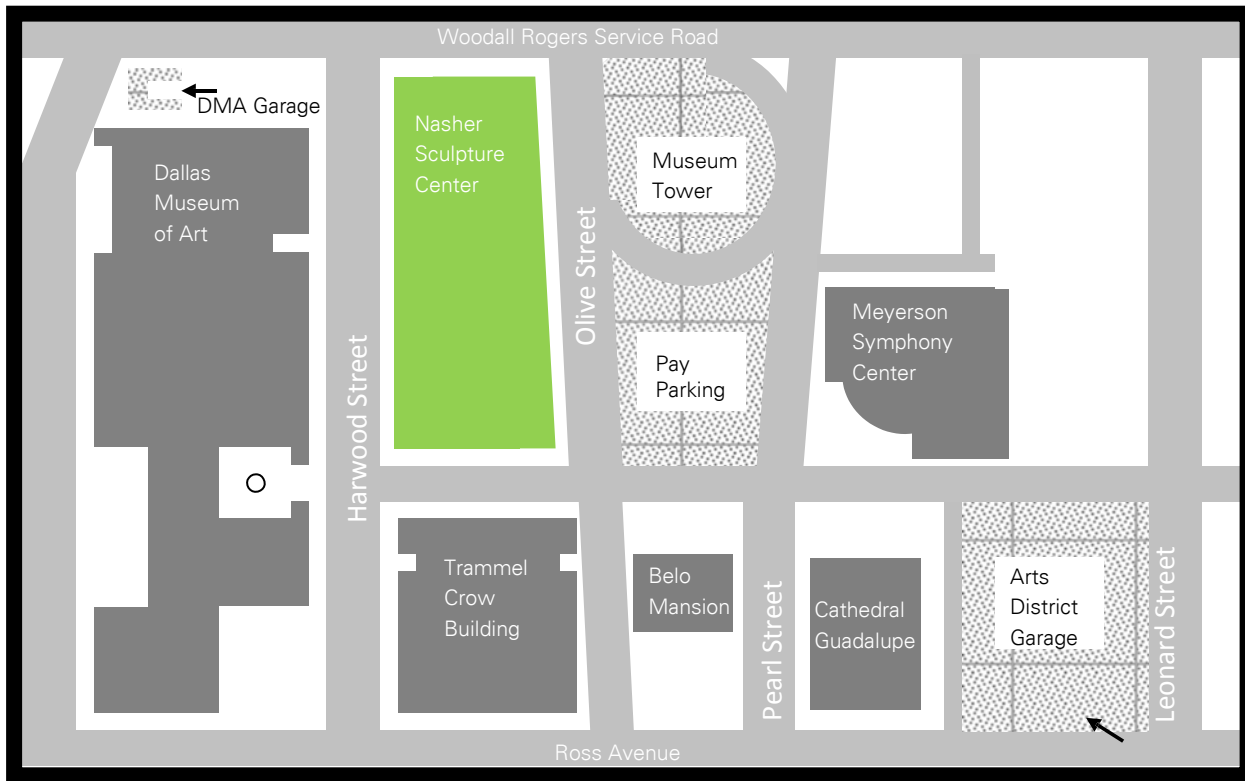 Woodall Rogers Service Road
DMA Garage
Nasher
Sculpture
Center
Museum
Tower
Dallas
Museum
of Art
Olive Street
Meyerson
Symphony
Center
Pay
Parking
Harwood Street
Trammel
Crow
Building
Belo
Mansion
Pearl Street
Cathedral
Guadalupe
Arts
District
Garage
Leonard Street
Ross Avenue